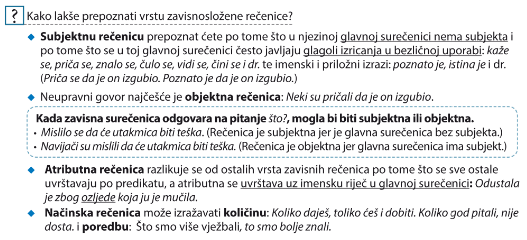 ? Kako lakše prepoznati vrstu zavisnosložene rečenice?
◆ Subjektnu rečenicu prepoznat ćete po tome što u njezinoj glavnoj surečenici nema subjekta i
po tome što se u toj glavnoj surečenici često javljaju glagoli izricanja u bezličnoj uporabi: kaže
se, priča se, znalo se, čulo se, vidi se, čini se i dr. te imenski i priložni izrazi: poznato je, istina je i dr.
(Priča se da je on izgubio. Poznato je da je on izgubio.)
◆ Neupravni govor najčešće je objektna rečenica: Neki su pričali da je on izgubio.
Kada zavisna surečenica odgovara na pitanje što?, mogla bi biti subjektna ili objektna.
• Mislilo se da će utakmica biti teška. (Rečenica je subjektna jer je glavna surečenica bez subjekta.)
• Navijači su mislili da će utakmica biti teška. (Rečenica je objektna jer glavna surečenica ima subjekt.)
◆ Atributna rečenica razlikuje se od ostalih vrsta zavisnih rečenica po tome što se sve ostale
uvrštavaju po predikatu, a atributna se uvrštava uz imensku riječ u glavnoj surečenici: Odustala
je zbog ozljede koja ju je mučila.
◆ Načinska rečenica može izražavati količinu: Koliko daješ, toliko ćeš i dobiti. Koliko god pitali, nije
dosta. i poredbu: Što smo više vježbali, to smo bolje znali.